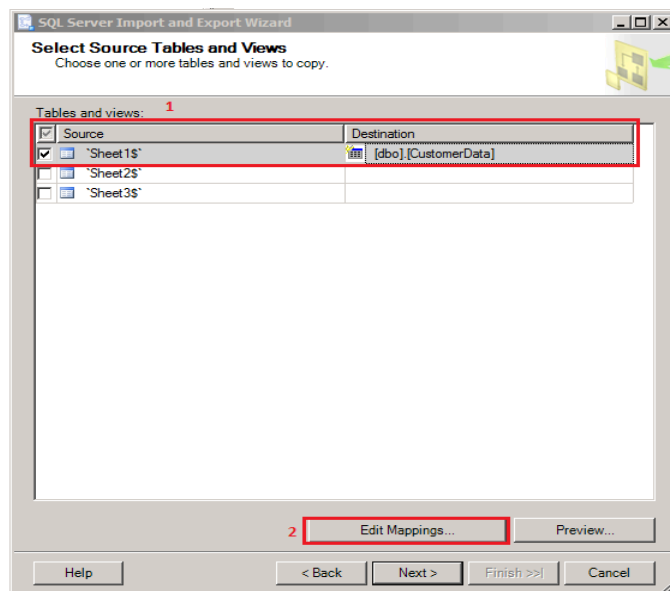 SQL Server Import and Export Wizard
Select Source Tables and Views
Choose one or more tables and views to copy.
Tables and views: 1
Source Destination
`Sheet1$` [dbo].[CustomerData]
`Sheet2$`
`Sheet3$`
2 Edit Mappings... Preview...
Help < Back Next > Finish >>| Cancel